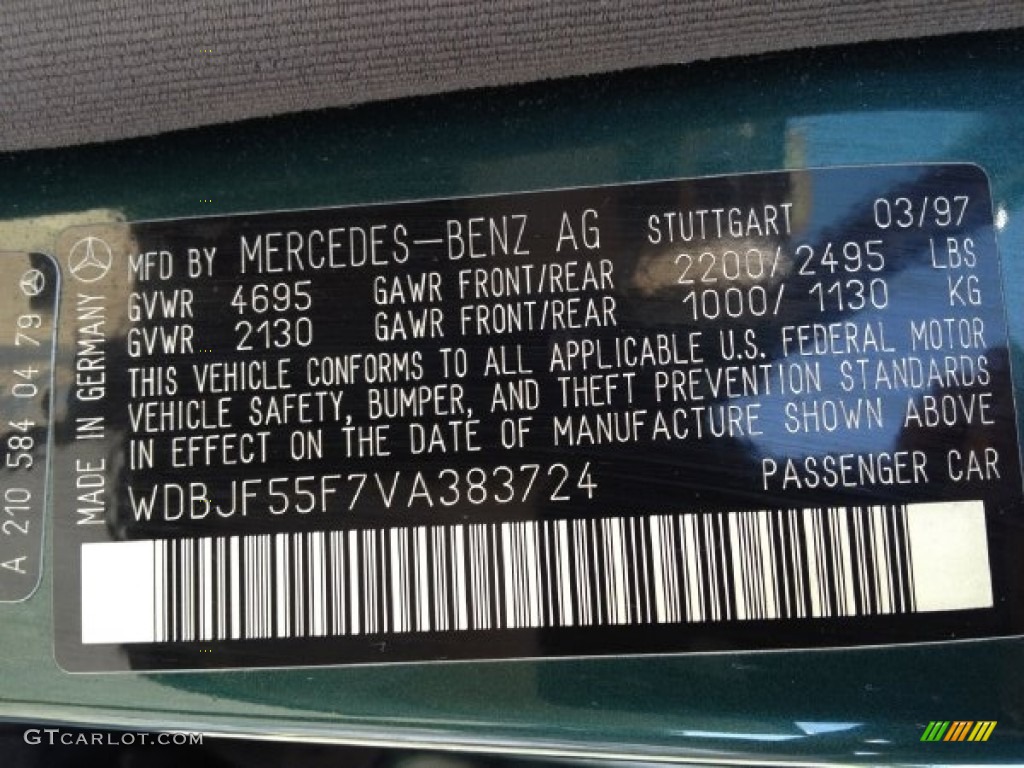 MFD BY MERCEDES-BENZ AG STUTTGART 03/97
GVWR 4695 GAWR FRONT/REAR 2200/2495 LBS
GVWR 2130 GAWR FRONT/REAR 1000/1130 KG
THIS VEHICLE CONFORMS TO ALL APPLICABLE U.S. FEDERAL MOTOR
VEHICLE SAFETY, BUMPER, AND THEFT PREVENTION STANDARDS
IN EFFECT ON THE DATE OF MANUFACTURE SHOWN ABOVE
WDBJF55F7VA383724 PASSENGER CAR
MADE IN GERMANY
A 210 584 04 79
GTCARLOT.COM